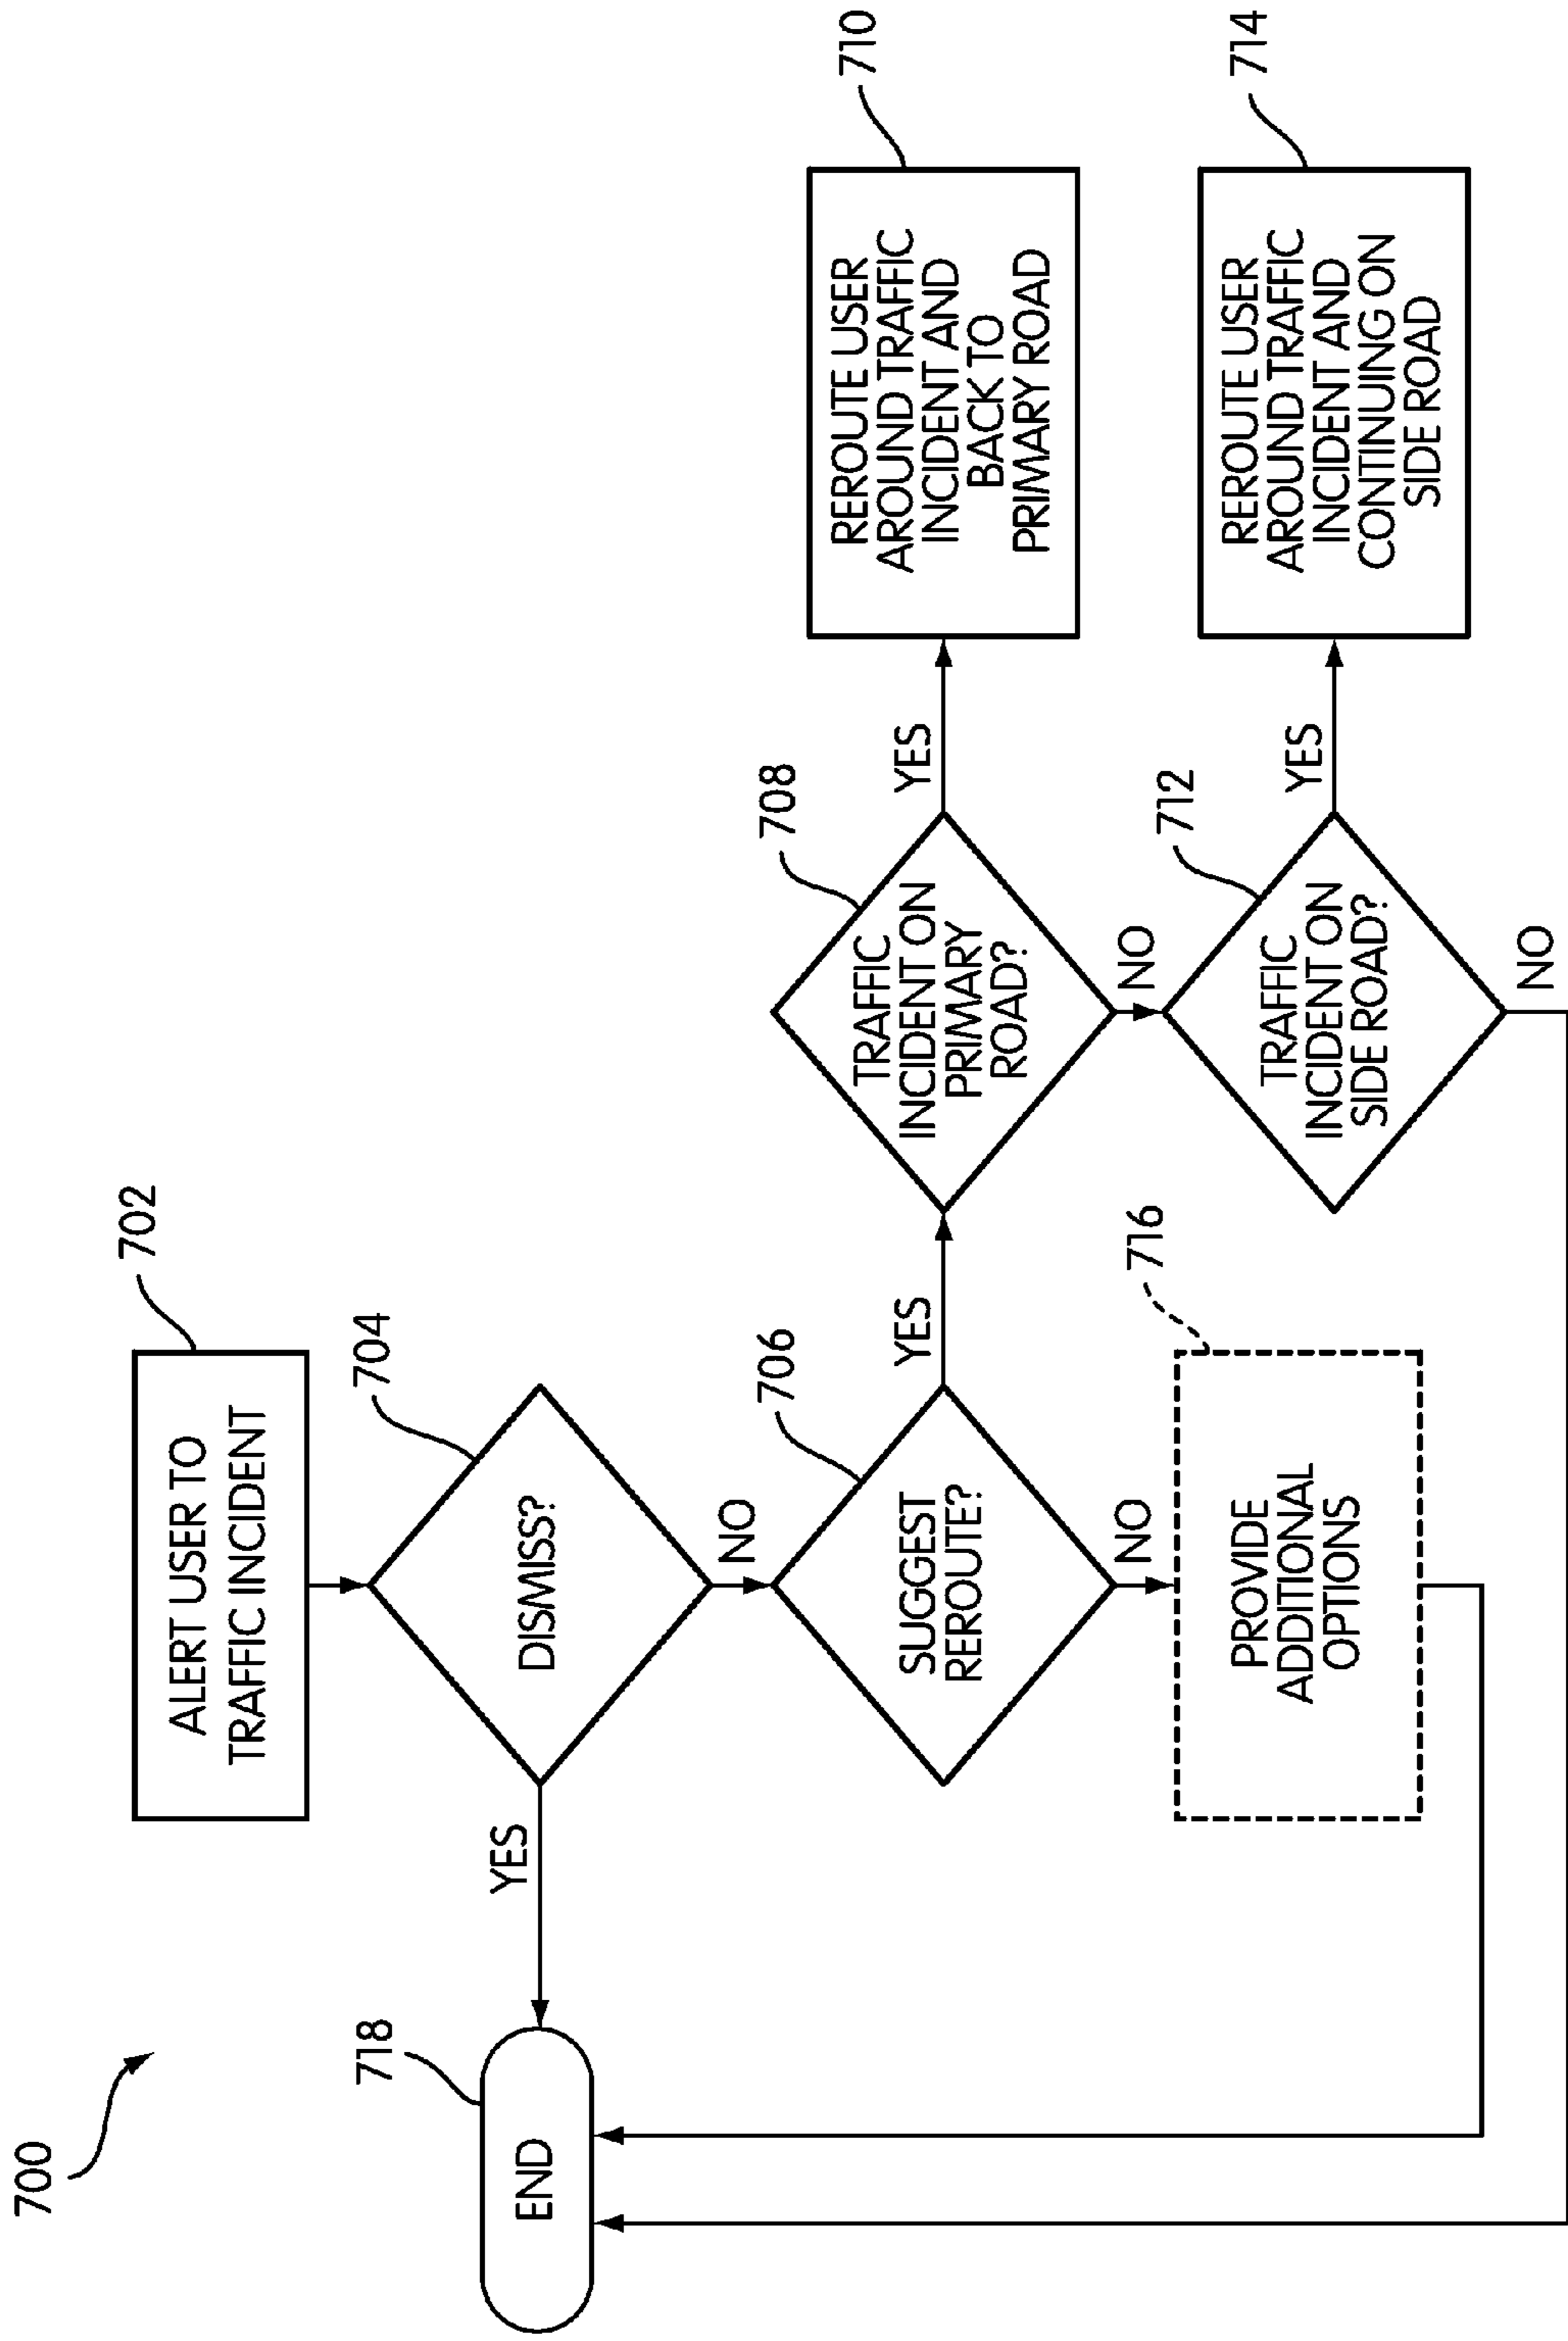 700
702
ALERT USER TO
TRAFFIC INCIDENT
704
DISMISS?
YES
718
END
NO
706
SUGGEST
REROUTE?
YES
708
TRAFFIC
INCIDENT ON
PRIMARY
ROAD?
YES
710
REROUTE USER
AROUND TRAFFIC
INCIDENT AND
BACK TO
PRIMARY ROAD
NO
716
PROVIDE
ADDITIONAL
OPTIONS
NO
712
TRAFFIC
INCIDENT ON
SIDE ROAD?
YES
714
REROUTE USER
AROUND TRAFFIC
INCIDENT AND
CONTINUING ON
SIDE ROAD
NO